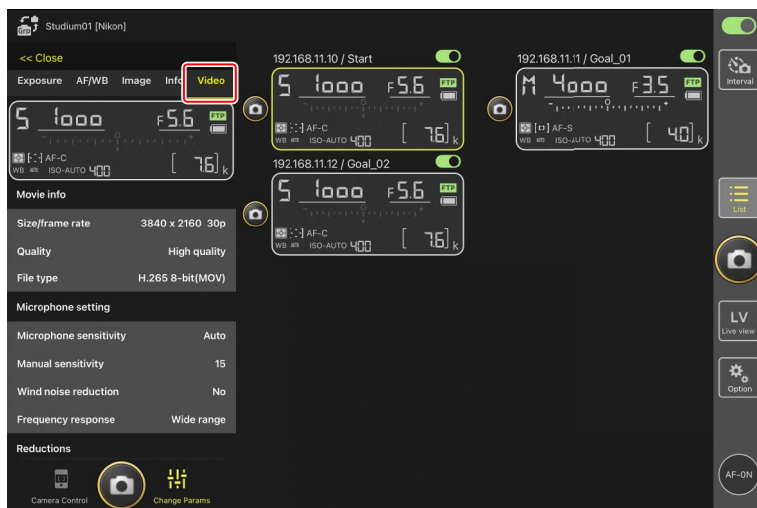 Grp Studium01 [Nikon]
<< Close
Exposure AF/WB Image Info Video
S 1000 F5.6 FTP
AF-C
WB ISO-AUTO 400 [ 7.6] k
Movie info
Size/frame rate 3840 x 2160 30p
Quality High quality
File type H.265 8-bit(MOV)
Microphone setting
Microphone sensitivity Auto
Manual sensitivity 15
Wind noise reduction No
Frequency response Wide range
Reductions
Camera Control
Change Params
192.168.11.10 / Start
S 1000 F5.6 FTP
AF-C
WB ISO-AUTO 400 [ 7.6] k
192.168.11.11 / Goal_01
M 4000 F3.5 FTP
AF-S
WB ISO-AUTO 400 [ 4.0] k
192.168.11.12 / Goal_02
S 1000 F5.6 FTP
AF-C
WB ISO-AUTO 400 [ 7.6] k
Interval
List
LV
Live view
Option
AF-ON